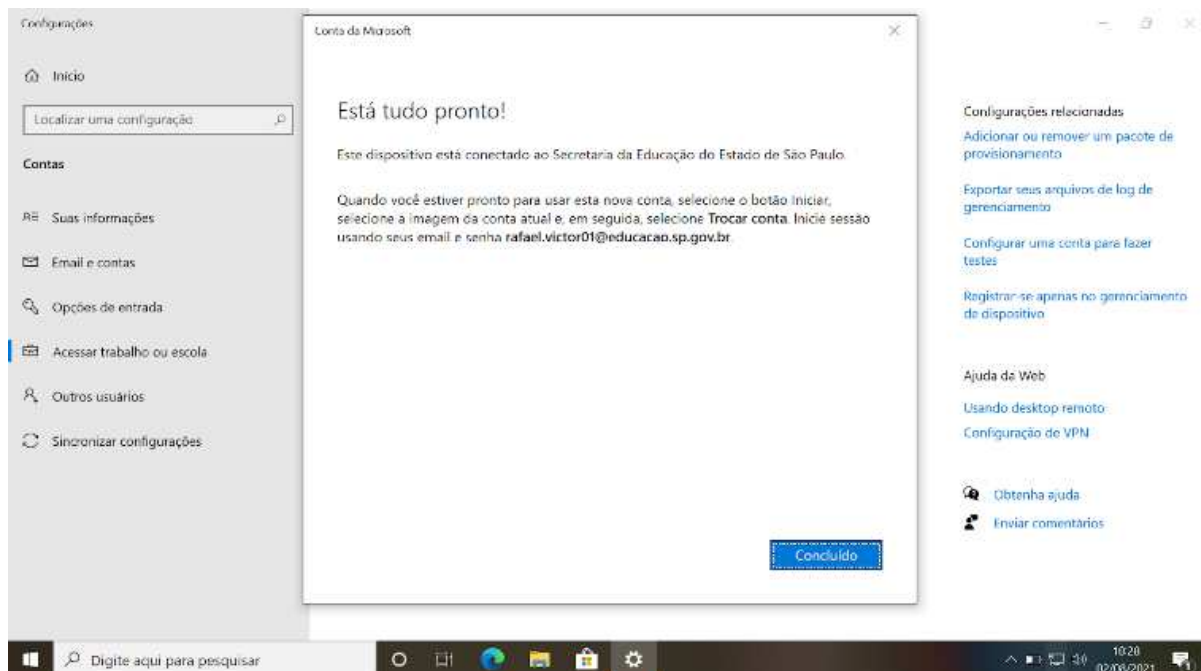 Configurações
Início
Localizar uma configuração
Contas
Suas informações
Email e contas
Opções de entrada
Acessar trabalho ou escola
Outros usuários
Sincronizar configurações
Conta da Microsoft
Está tudo pronto!
Este dispositivo está conectado ao Secretaria da Educação do Estado de São Paulo.
Quando você estiver pronto para usar esta nova conta, selecione o botão Iniciar,
selecione a imagem da conta atual e, em seguida, selecione Trocar conta. Inicie sessão
usando seus email e senha rafael.victor01@educacao.sp.gov.br.
Concluído
Configurações relacionadas
Adicionar ou remover um pacote de
provisionamento
Exportar seus arquivos de log de
gerenciamento
Configurar uma conta para fazer
testes
Registrar-se apenas no gerenciamento
de dispositivo
Ajuda da Web
Usando desktop remoto
Configuração de VPN
Obtenha ajuda
Enviar comentários
Digite aqui para pesquisar
10:28
02/08/2021